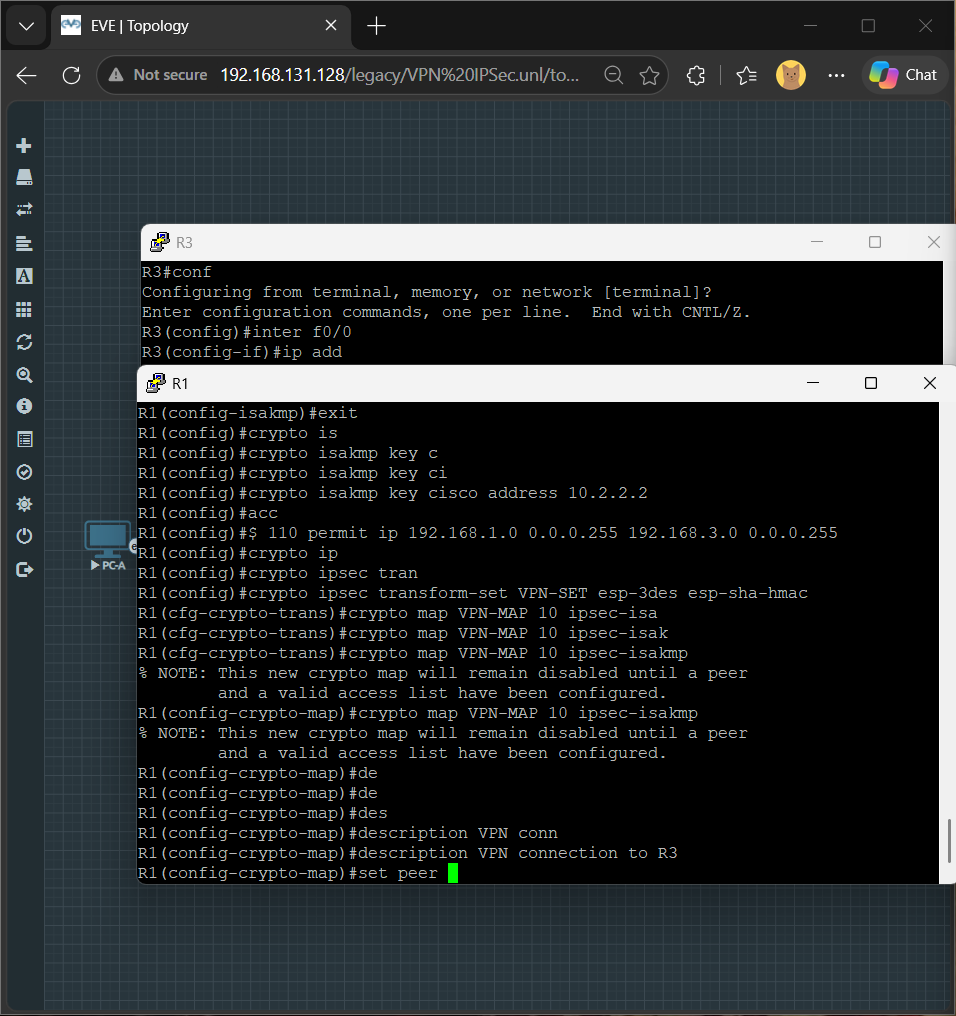 EVE | Topology
Not secure 192.168.131.128/legacy/VPN%20IPSec.unl/to...
Chat
R3
R3#conf
Configuring from terminal, memory, or network [terminal]?
Enter configuration commands, one per line.  End with CNTL/Z.
R3(config)#inter f0/0
R3(config-if)#ip add
R1
R1(config-isakmp)#exit
R1(config)#crypto is
R1(config)#crypto isakmp key c
R1(config)#crypto isakmp key ci
R1(config)#crypto isakmp key cisco address 10.2.2.2
R1(config)#acc
R1(config)#$ 110 permit ip 192.168.1.0 0.0.0.255 192.168.3.0 0.0.0.255
R1(config)#crypto ip
R1(config)#crypto ipsec tran
R1(config)#crypto ipsec transform-set VPN-SET esp-3des esp-sha-hmac
R1(cfg-crypto-trans)#crypto map VPN-MAP 10 ipsec-isa
R1(cfg-crypto-trans)#crypto map VPN-MAP 10 ipsec-isak
R1(cfg-crypto-trans)#crypto map VPN-MAP 10 ipsec-isakmp
% NOTE: This new crypto map will remain disabled until a peer
        and a valid access list have been configured.
R1(config-crypto-map)#crypto map VPN-MAP 10 ipsec-isakmp
% NOTE: This new crypto map will remain disabled until a peer
        and a valid access list have been configured.
R1(config-crypto-map)#de
R1(config-crypto-map)#de
R1(config-crypto-map)#des
R1(config-crypto-map)#description VPN conn
R1(config-crypto-map)#description VPN connection to R3
R1(config-crypto-map)#set peer
PC-A